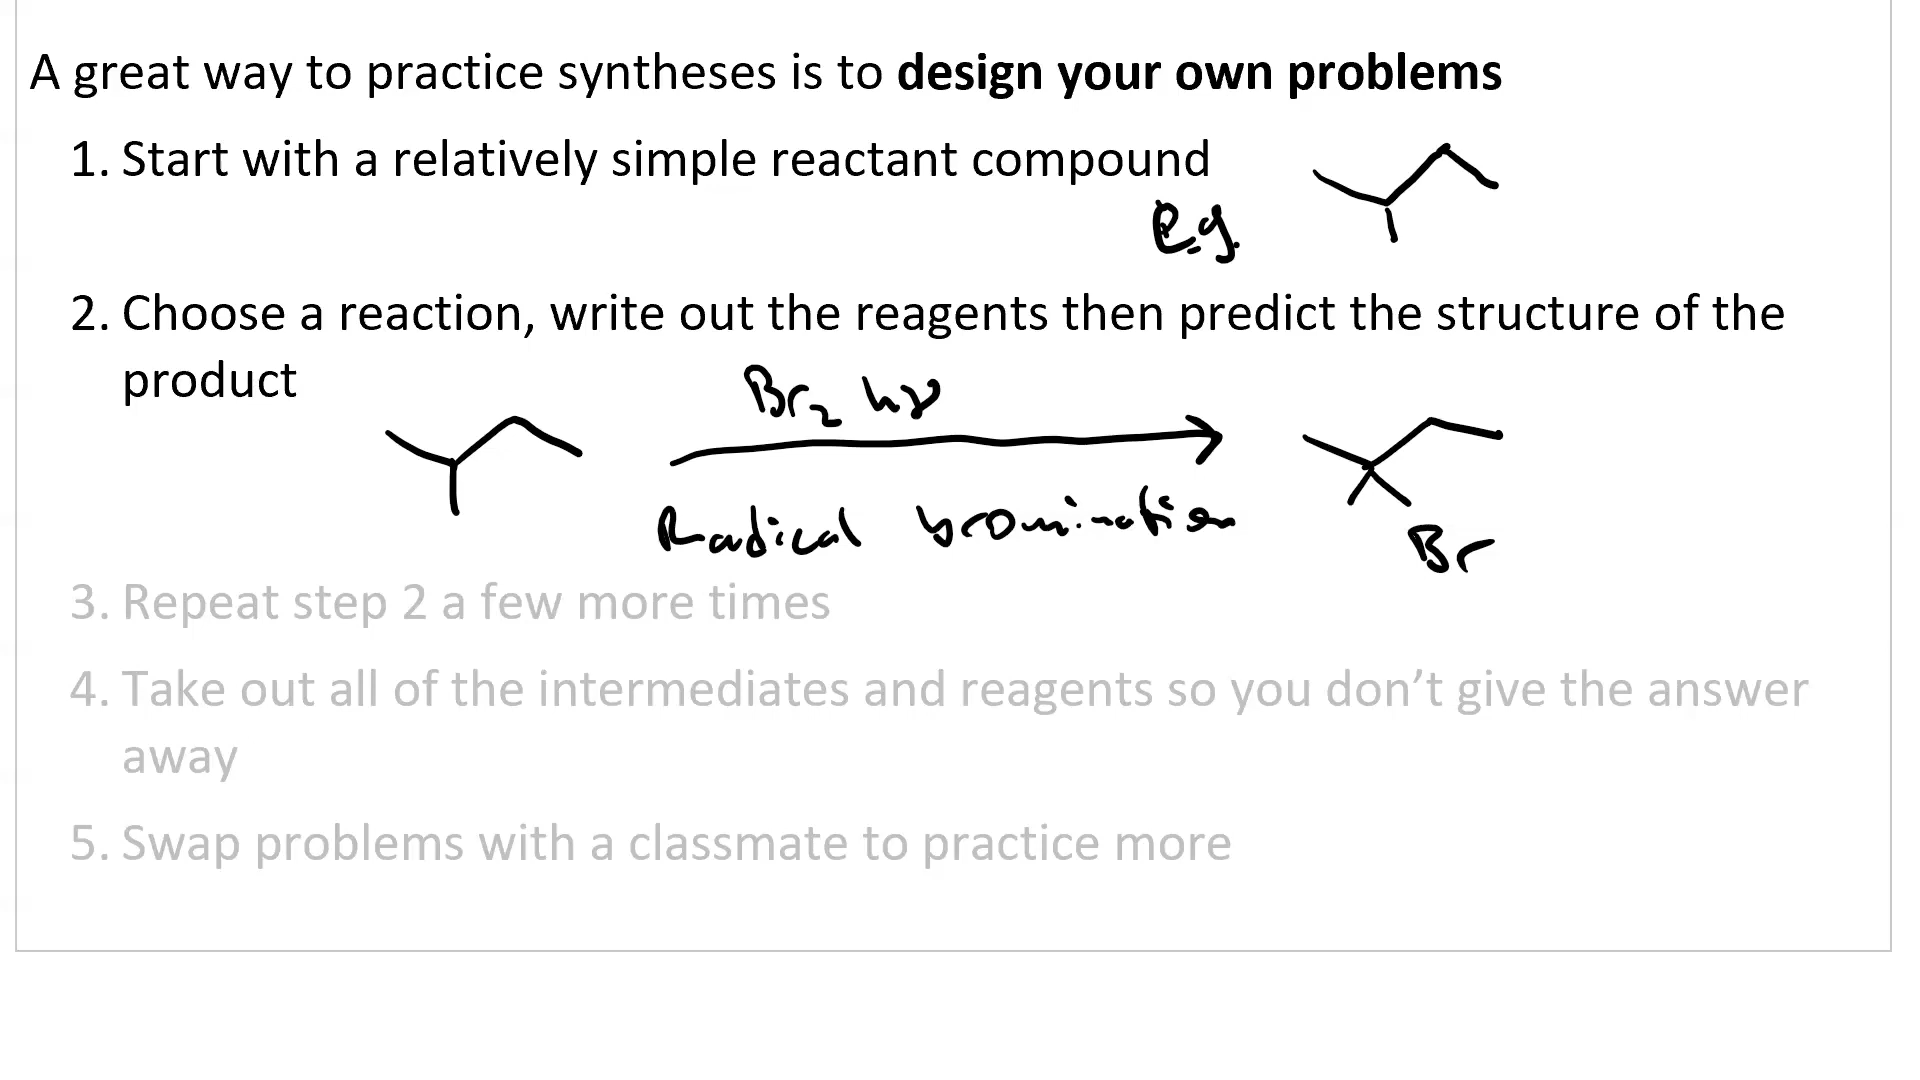 A great way to practice syntheses is to design your own problems
1. Start with a relatively simple reactant compound
e.g.
2. Choose a reaction, write out the reagents then predict the structure of the
product
Br₂ hν
Radical bromination
Br
3. Repeat step 2 a few more times
4. Take out all of the intermediates and reagents so you don’t give the answer
away
5. Swap problems with a classmate to practice more